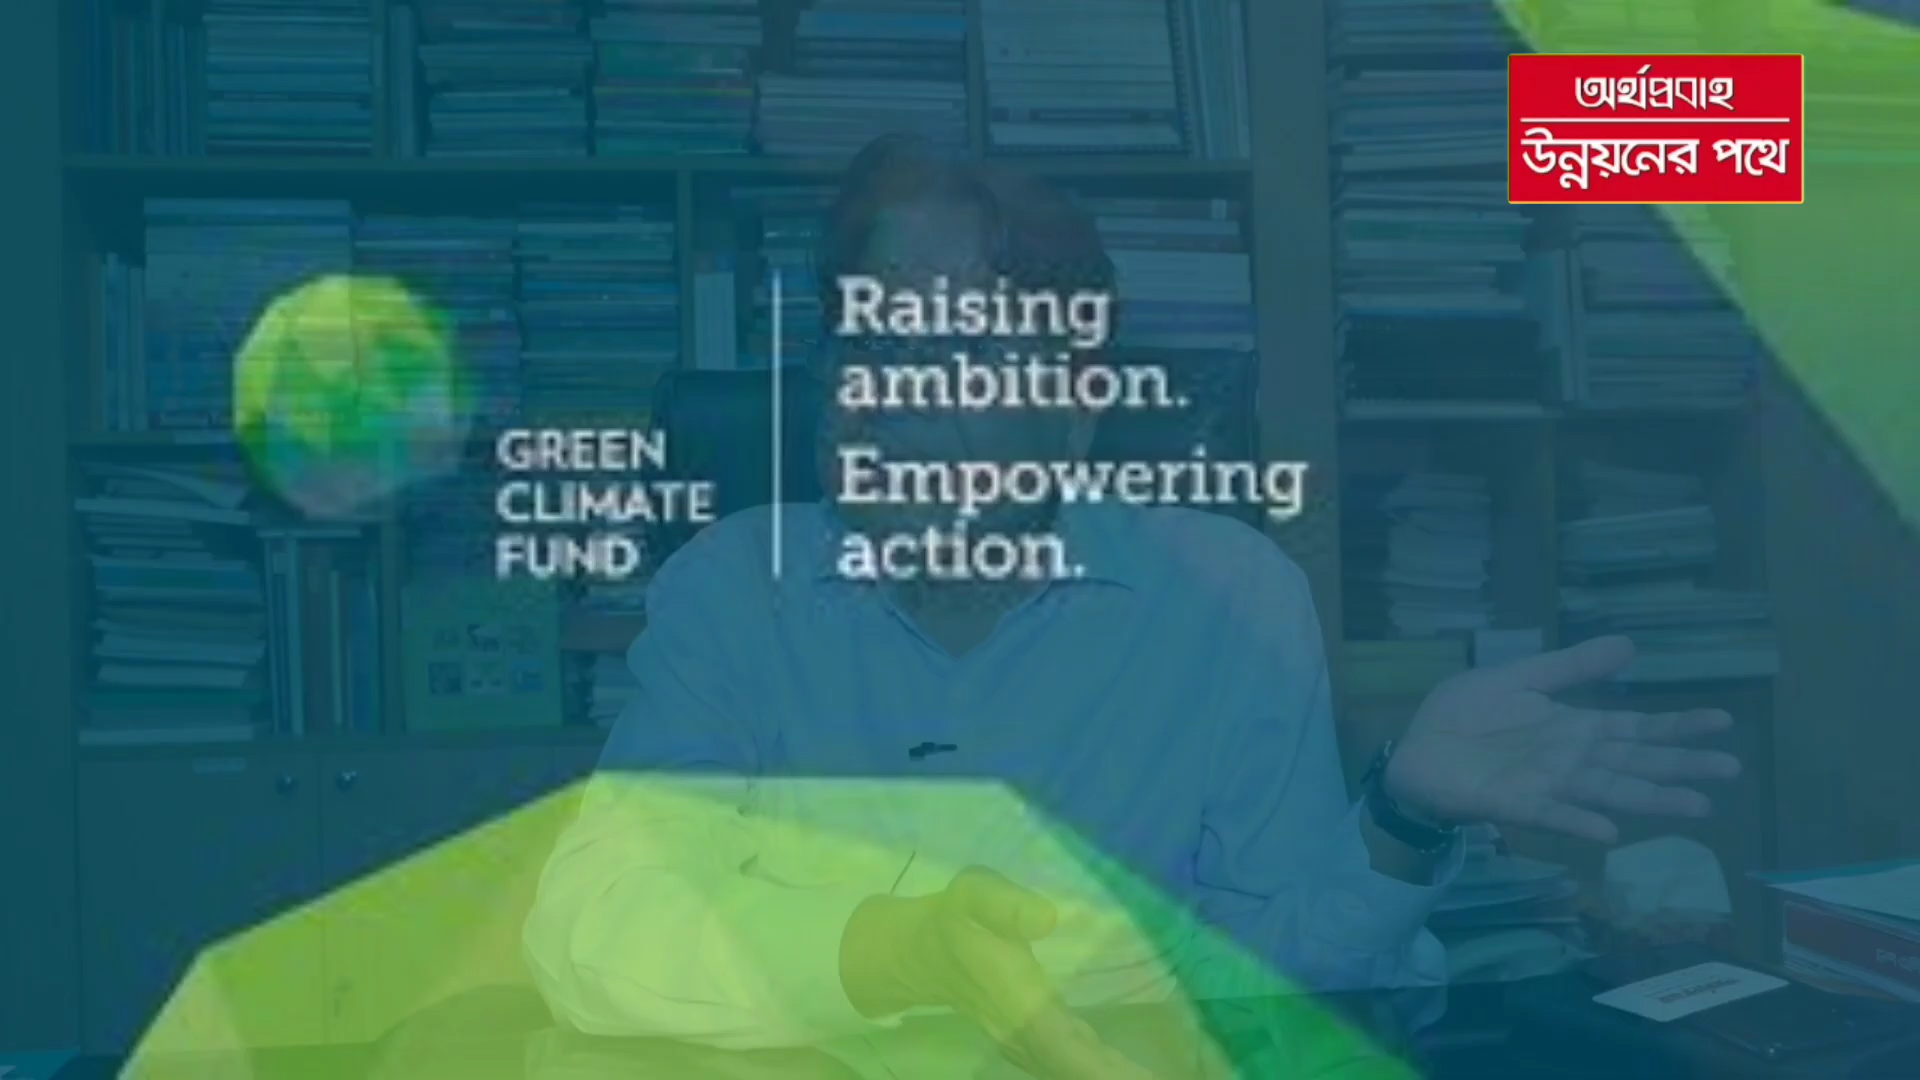 অর্থপ্রবাহ
উন্নয়নের পথে
Raising
ambition.
Empowering
action.
GREEN
CLIMATE
FUND